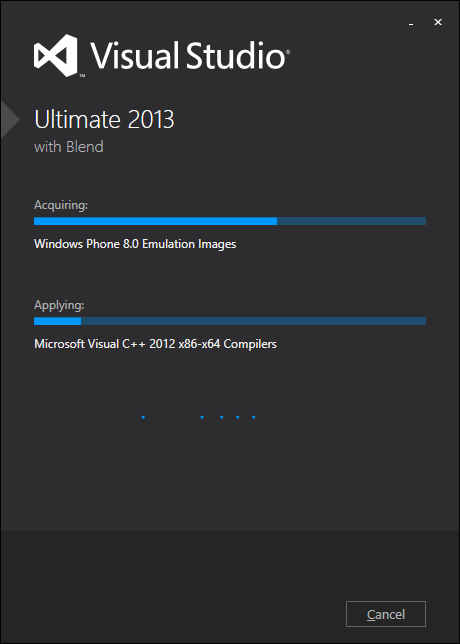 Visual Studio®
™
Ultimate 2013
with Blend
Acquiring:
Windows Phone 8.0 Emulation Images
Applying:
Microsoft Visual C++ 2012 x86-x64 Compilers
Cancel